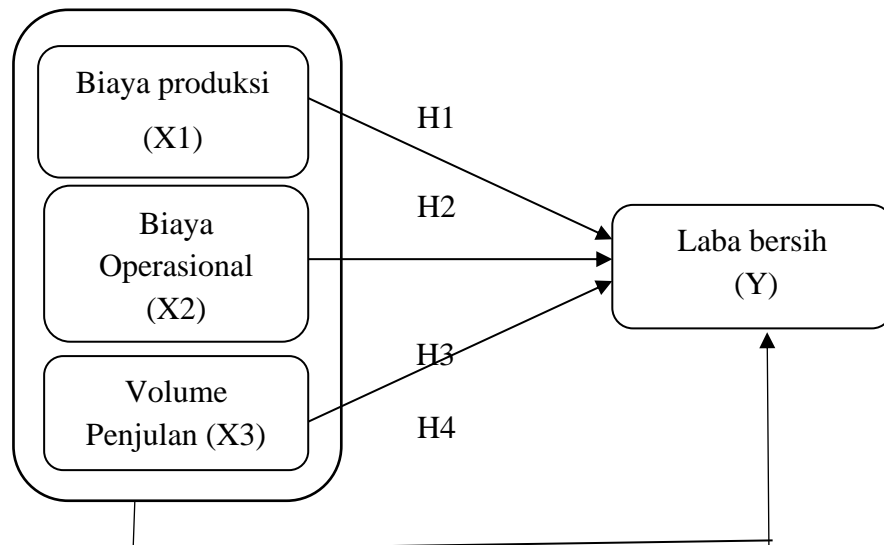 Biaya produksi
(X1)
Biaya
Operasional
(X2)
Volume
Penjulan (X3)
H1
H2
H3
H4
Laba bersih
(Y)